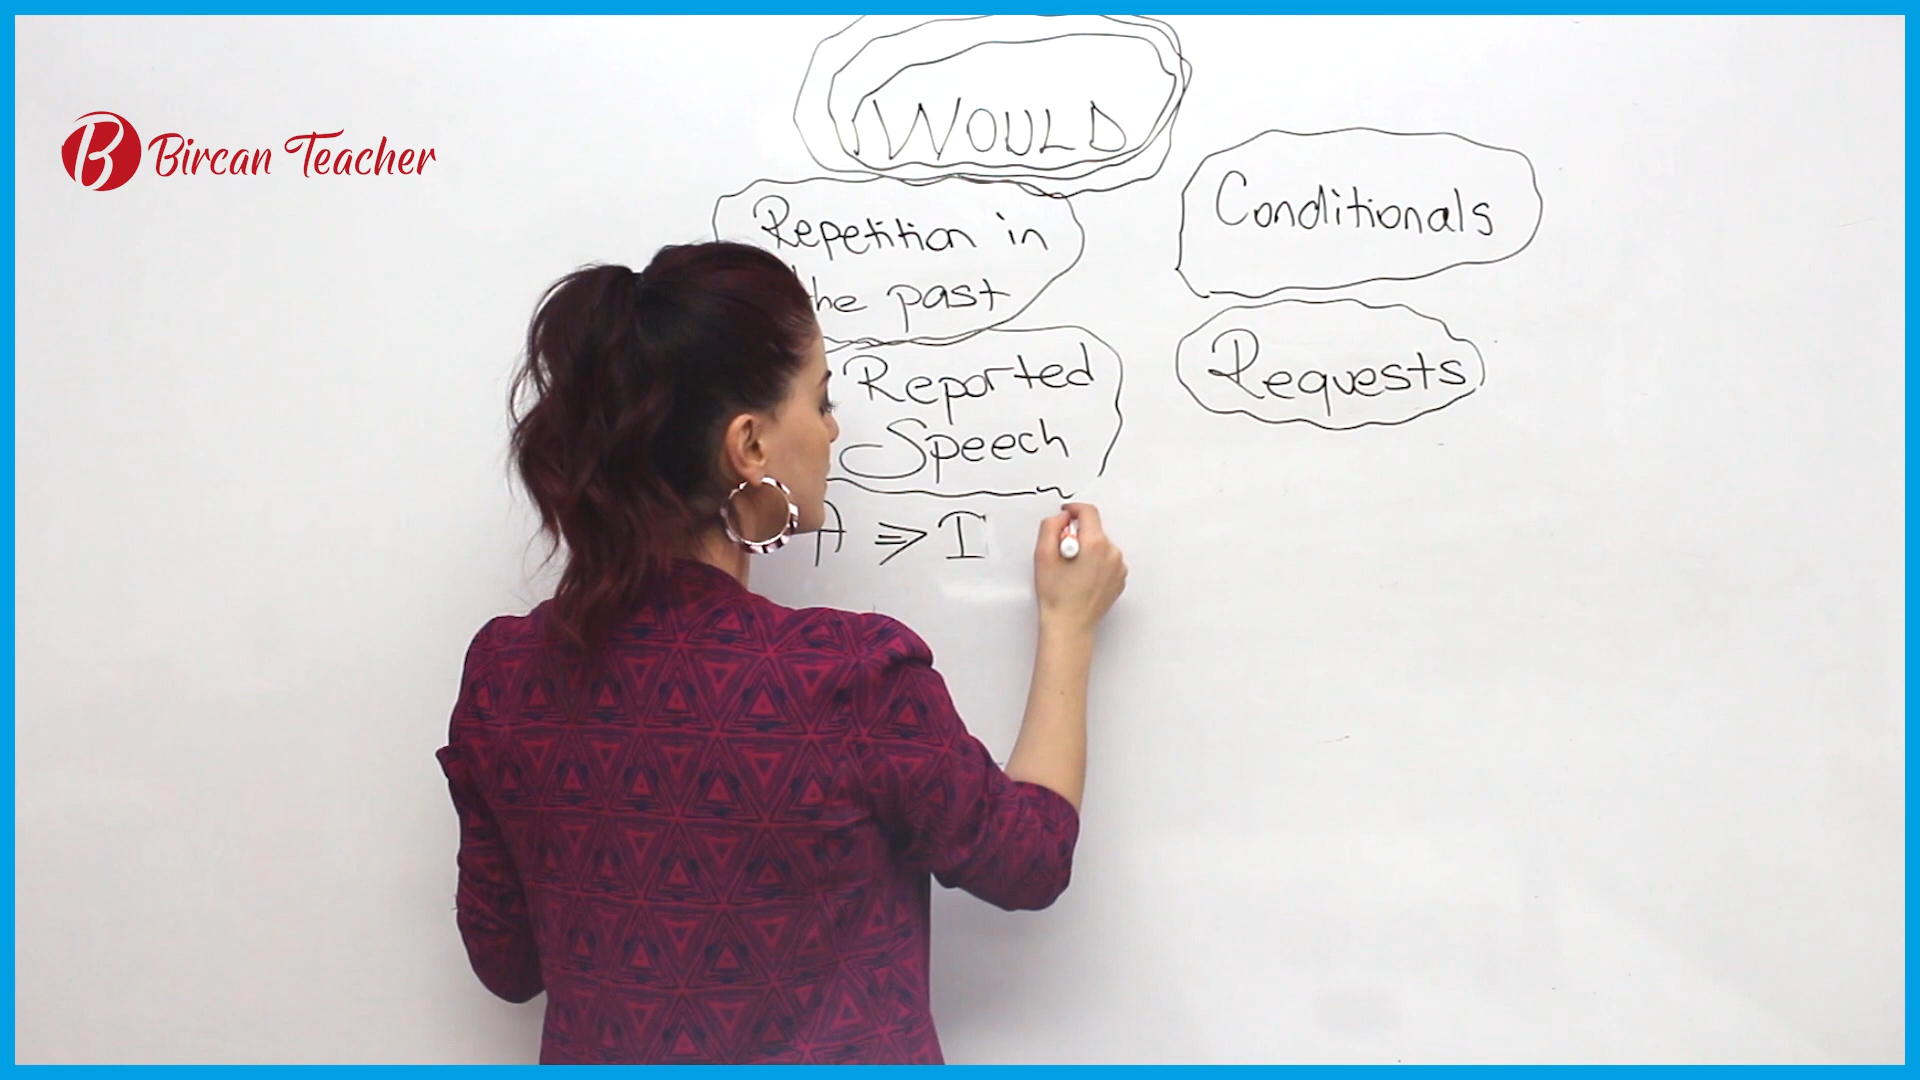 B Bircan Teacher
WOULD
Repetition in
the past
Conditionals
Reported
Speech
Requests
A ⇒ I